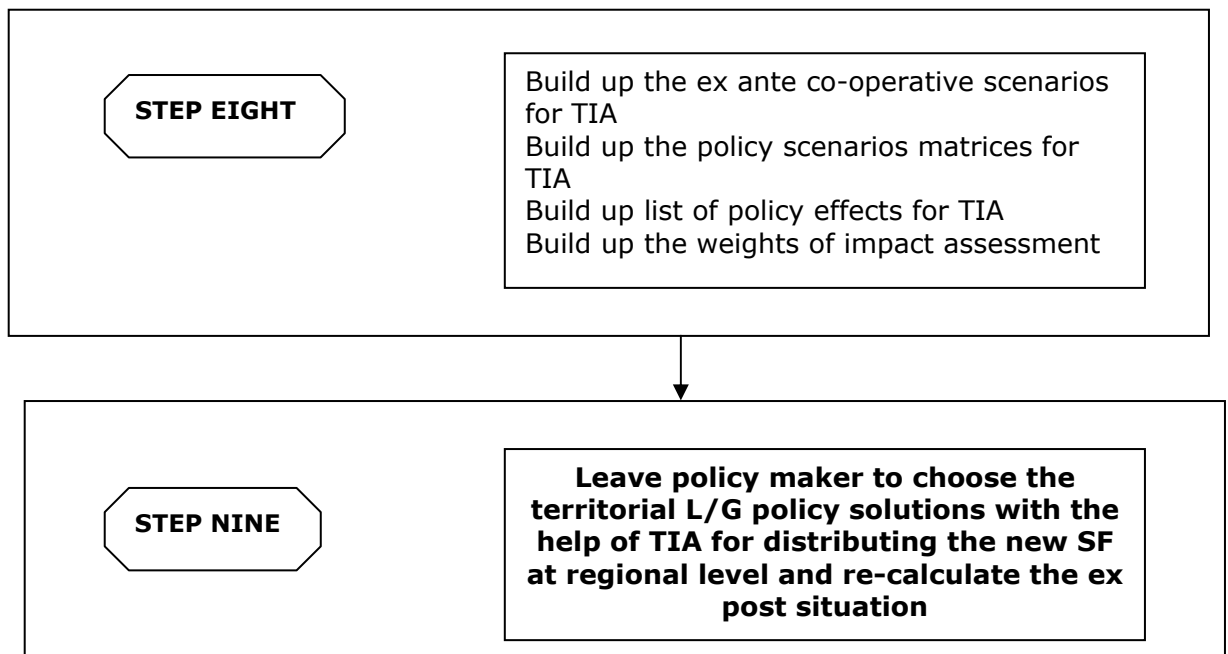 STEP EIGHT
Build up the ex ante co-operative scenarios
for TIA
Build up the policy scenarios matrices for
TIA
Build up list of policy effects for TIA
Build up the weights of impact assessment
STEP NINE
Leave policy maker to choose the
territorial L/G policy solutions with the
help of TIA for distributing the new SF
at regional level and re-calculate the ex
post situation